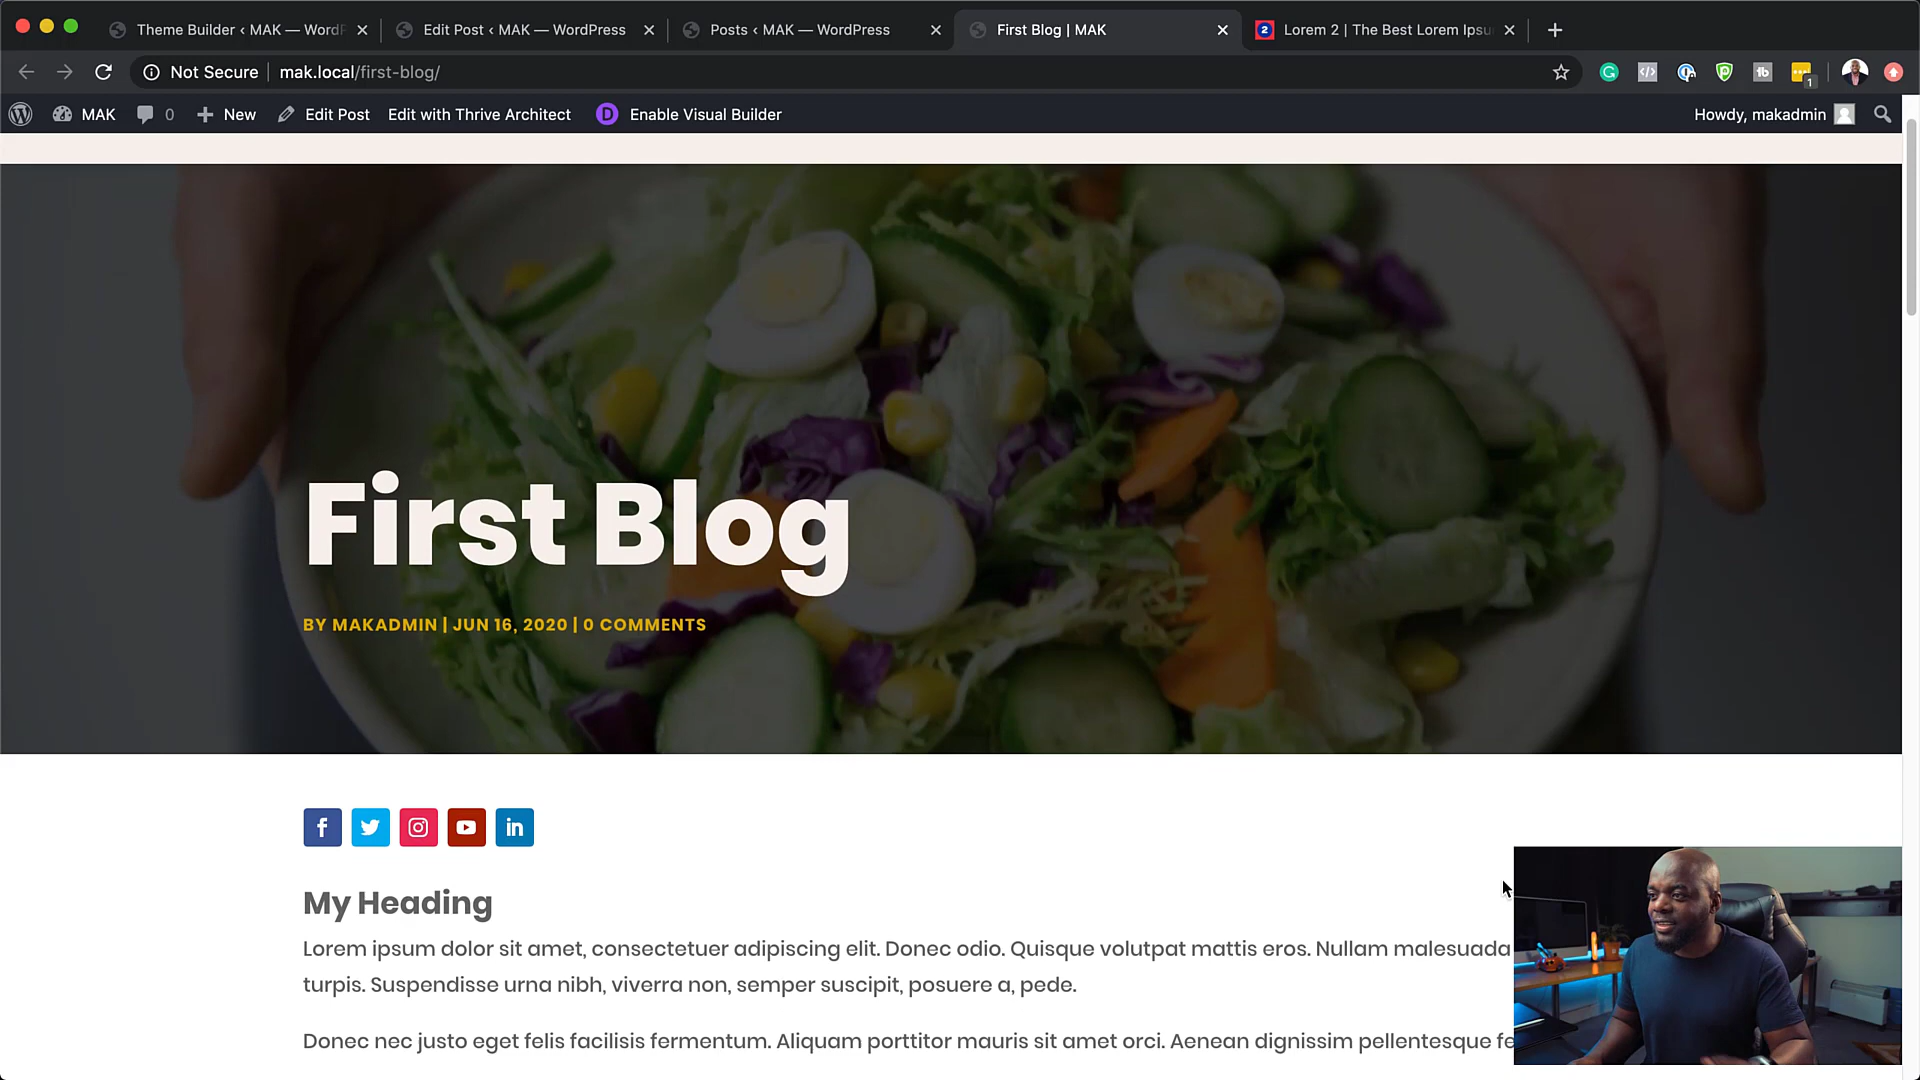 Theme Builder ‹ MAK — WordP
Edit Post ‹ MAK — WordPress
Posts ‹ MAK — WordPress
First Blog | MAK
Lorem 2 | The Best Lorem Ipsu
Not Secure
mak.local/first-blog/
1
MAK
0
New
Edit Post
Edit with Thrive Architect
D
Enable Visual Builder
Howdy, makadmin
First Blog
BY MAKADMIN | JUN 16, 2020 | 0 COMMENTS
My Heading
Lorem ipsum dolor sit amet, consectetuer adipiscing elit. Donec odio. Quisque volutpat mattis eros. Nullam malesuada
turpis. Suspendisse urna nibh, viverra non, semper suscipit, posuere a, pede.
Donec nec justo eget felis facilisis fermentum. Aliquam porttitor mauris sit amet orci. Aenean dignissim pellentesque fe